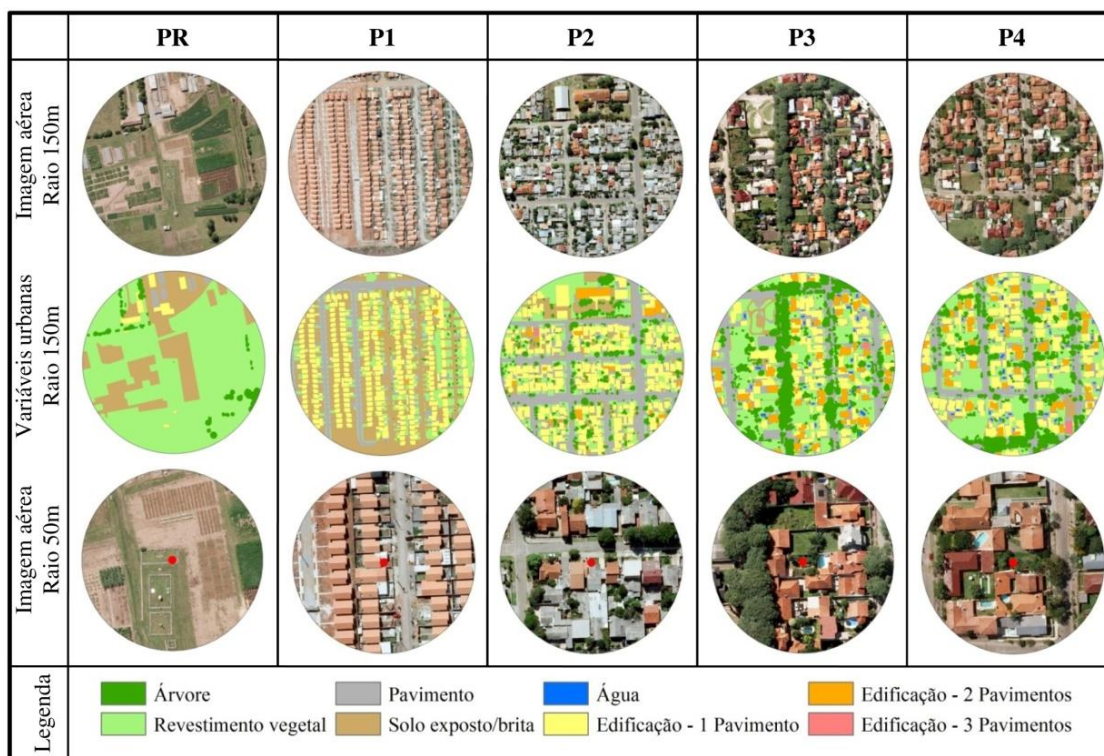 PR P1 P2 P3 P4
Imagem aérea
Raio 150m
Variáveis urbanas
Raio 150m
Imagem aérea
Raio 50m
Legenda
Árvore Pavimento Água Edificação - 2 Pavimentos
Revestimento vegetal Solo exposto/brita Edificação - 1 Pavimento Edificação - 3 Pavimentos